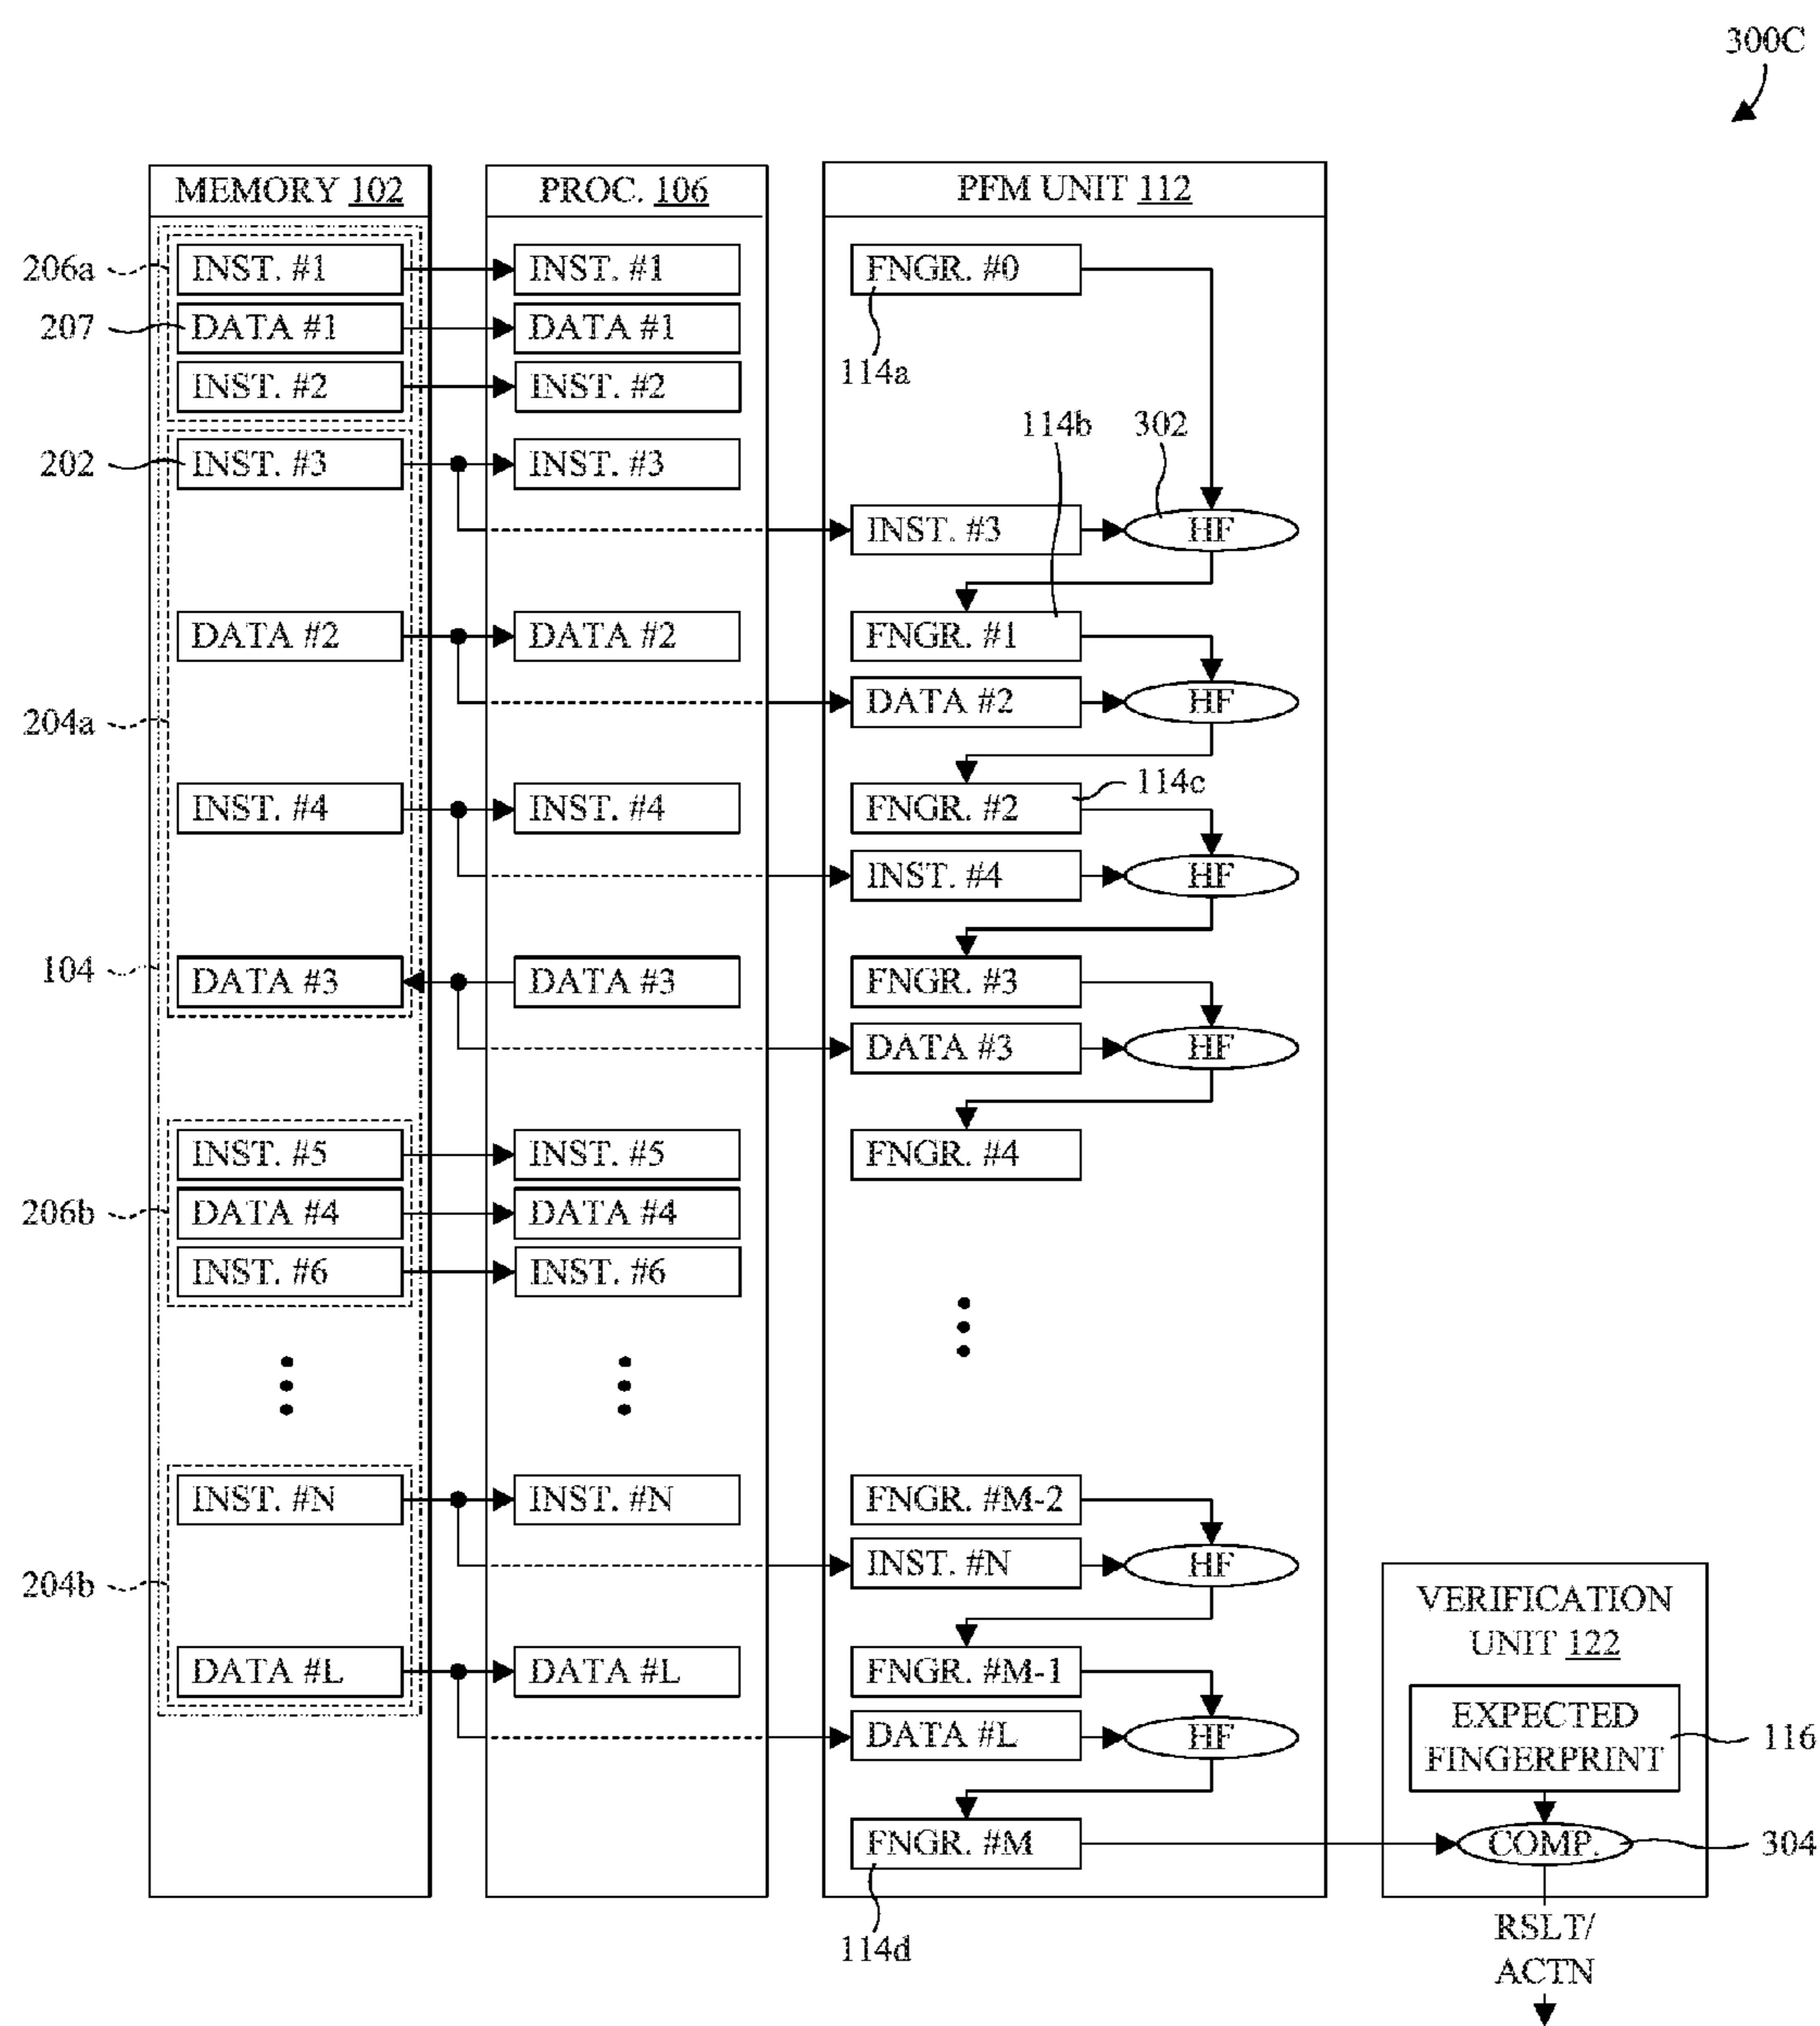 300C
MEMORY 102
PROC. 106
PFM UNIT 112
206a
INST. #1
INST. #1
FNGR. #0
207
DATA #1
DATA #1
114a
INST. #2
INST. #2
114b
302
202
INST. #3
INST. #3
INST. #3
HF
DATA #2
DATA #2
FNGR. #1
204a
DATA #2
HF
114c
INST. #4
INST. #4
FNGR. #2
INST. #4
HF
104
DATA #3
DATA #3
FNGR. #3
DATA #3
HF
INST. #5
INST. #5
FNGR. #4
206b
DATA #4
DATA #4
INST. #6
INST. #6
INST. #N
INST. #N
FNGR. #M-2
INST. #N
HF
204b
DATA #L
DATA #L
FNGR. #M-1
DATA #L
HF
FNGR. #M
114d
VERIFICATION
UNIT 122
EXPECTED
FINGERPRINT
116
COMP.
304
RSLT/
ACTN